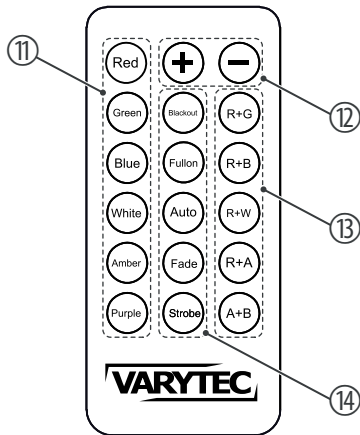 ⑪
Red + −
⑫
Green Blackout R+G
Blue Fullon R+B
White Auto R+W
⑬
Amber Fade R+A
Purple Strobe A+B
VARYTEC
⑭